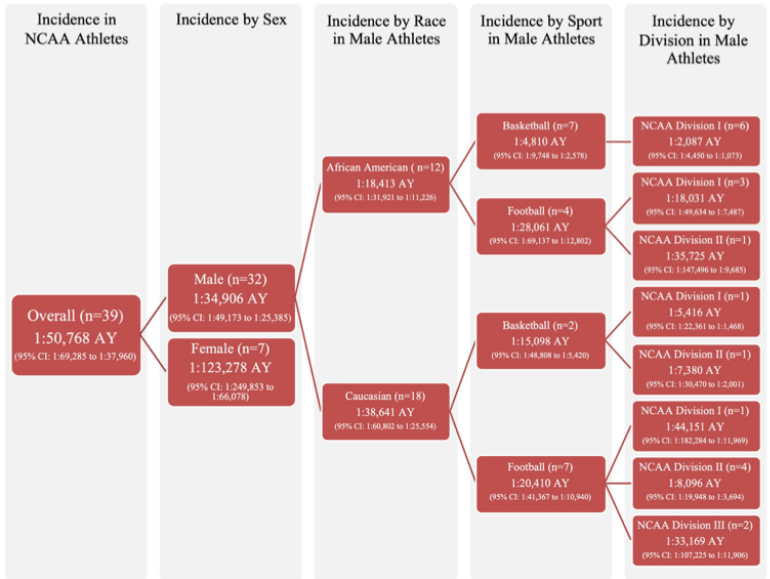 Incidence in
NCAA Athletes
Incidence by Sex
Incidence by Race
in Male Athletes
Incidence by Sport
in Male Athletes
Incidence by
Division in Male
Athletes
Overall (n=39)
1:50,768 AY
(95% CI: 1:69,285 to 1:37,960)
Male (n=32)
1:34,906 AY
(95% CI: 1:49,173 to 1:25,385)
Female (n=7)
1:123,278 AY
(95% CI: 1:249,853 to
1:66,078)
African American ( n=12)
1:18,413 AY
(95% CI: 1:31,921 to 1:11,226)
Caucasian (n=18)
1:38,641 AY
(95% CI: 1:60,802 to 1:25,554)
Basketball (n=7)
1:4,810 AY
(95% CI: 1:9,748 to 1:2,578)
Football (n=4)
1:28,061 AY
(95% CI: 1:69,137 to 1:12,802)
Basketball (n=2)
1:15,098 AY
(95% CI: 1:48,808 to 1:5,420)
Football (n=7)
1:20,410 AY
(95% CI: 1:41,367 to 1:10,940)
NCAA Division I (n=6)
1:2,087 AY
(95% CI: 1:4,450 to 1:1,073)
NCAA Division I (n=3)
1:18,031 AY
(95% CI: 1:49,634 to 1:7,487)
NCAA Division II (n=1)
1:35,725 AY
(95% CI: 1:147,496 to 1:9,685)
NCAA Division I (n=1)
1:5,416 AY
(95% CI: 1:22,361 to 1:1,468)
NCAA Division II (n=1)
1:7,380 AY
(95% CI: 1:30,470 to 1:2,001)
NCAA Division I (n=1)
1:44,151 AY
(95% CI: 1:182,284 to 1:11,969)
NCAA Division II (n=4)
1:8,096 AY
(95% CI: 1:19,948 to 1:3,694)
NCAA Division III (n=2)
1:33,169 AY
(95% CI: 1:107,225 to 1:11,906)